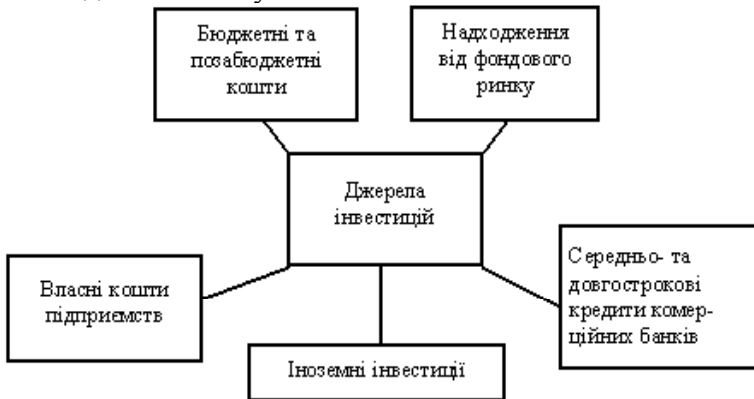 Бюджетні та
позабюджетні
кошти
Надходження
від фондового
ринку
Джерела
інвестицій
Власні кошти
підприємств
Середньо- та
довгострокові
кредити комер-
ційних банків
Іноземні інвестиції